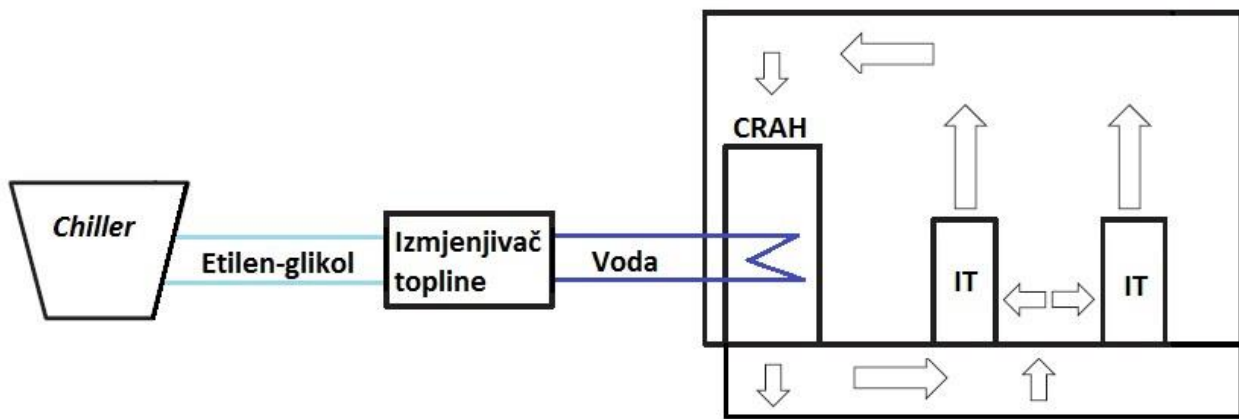 CRAH
Chiller
Etilen-glikol
Izmjenjivač
topline
Voda
IT
IT